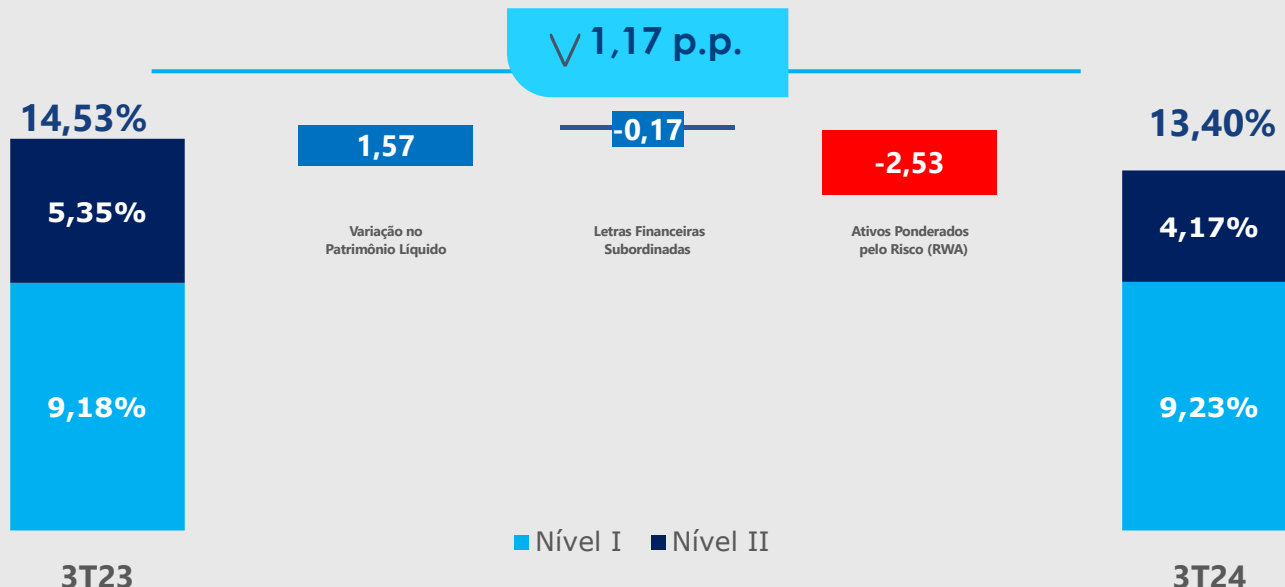 1,17 p.p.
14,53%
5,35%
9,18%
3T23
1,57
Variação no
Patrimônio Líquido
-0,17
Letras Financeiras
Subordinadas
-2,53
Ativos Ponderados
pelo Risco (RWA)
13,40%
4,17%
9,23%
3T24
Nível I
Nível II